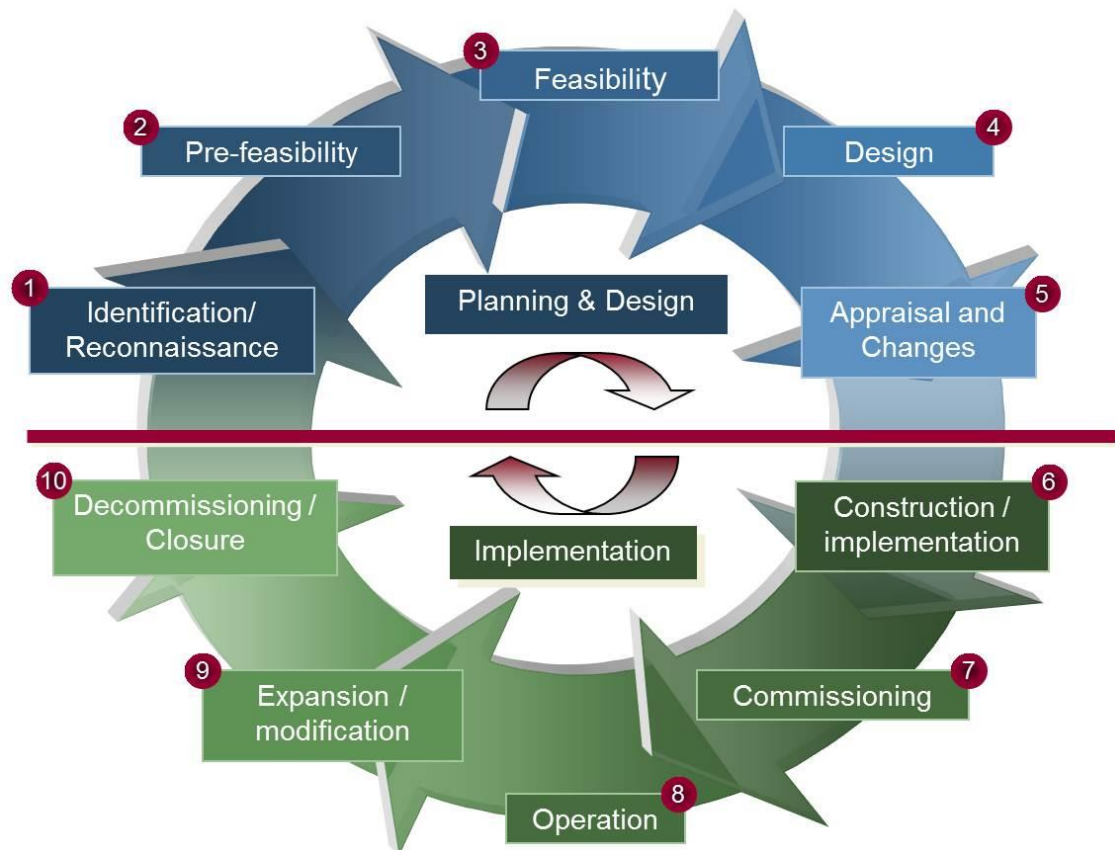 1
Identification/
Reconnaissance
2
Pre-feasibility
3
Feasibility
4
Design
5
Appraisal and
Changes
Planning & Design
Implementation
6
Construction /
implementation
7
Commissioning
8
Operation
9
Expansion /
modification
10
Decommissioning /
Closure